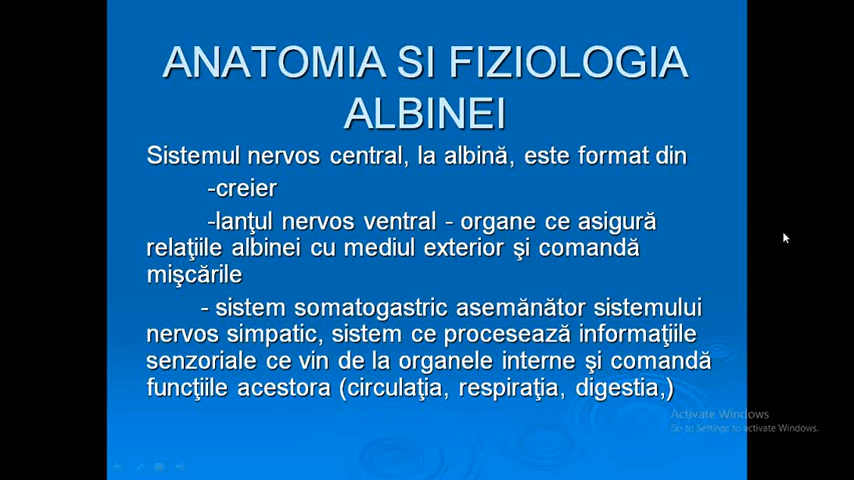 ANATOMIA SI FIZIOLOGIA
ALBINEI
Sistemul nervos central, la albină, este format din
-creier
-lanţul nervos ventral - organe ce asigură
relaţiile albinei cu mediul exterior şi comandă
mişcările
- sistem somatogastric asemănător sistemului
nervos simpatic, sistem ce procesează informaţiile
senzoriale ce vin de la organele interne şi comandă
funcţiile acestora (circulaţia, respiraţia, digestia,)
Activate Windows
Go to Settings to activate Windows.